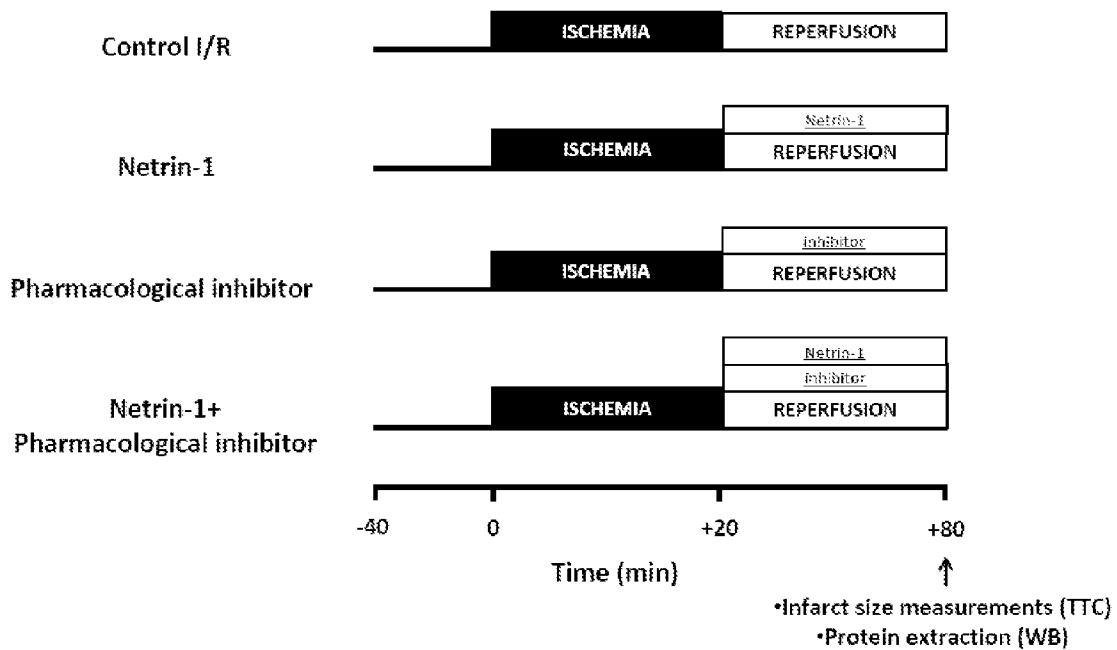 Control I/R
ISCHEMIA
REPERFUSION
Netrin-1
Netrin-1
ISCHEMIA
REPERFUSION
Pharmacological inhibitor
inhibitor
ISCHEMIA
REPERFUSION
Netrin-1+
Pharmacological inhibitor
Netrin-1
inhibitor
ISCHEMIA
REPERFUSION
-40 0 +20 +80
Time (min)
•Infarct size measurements (TTC)
•Protein extraction (WB)